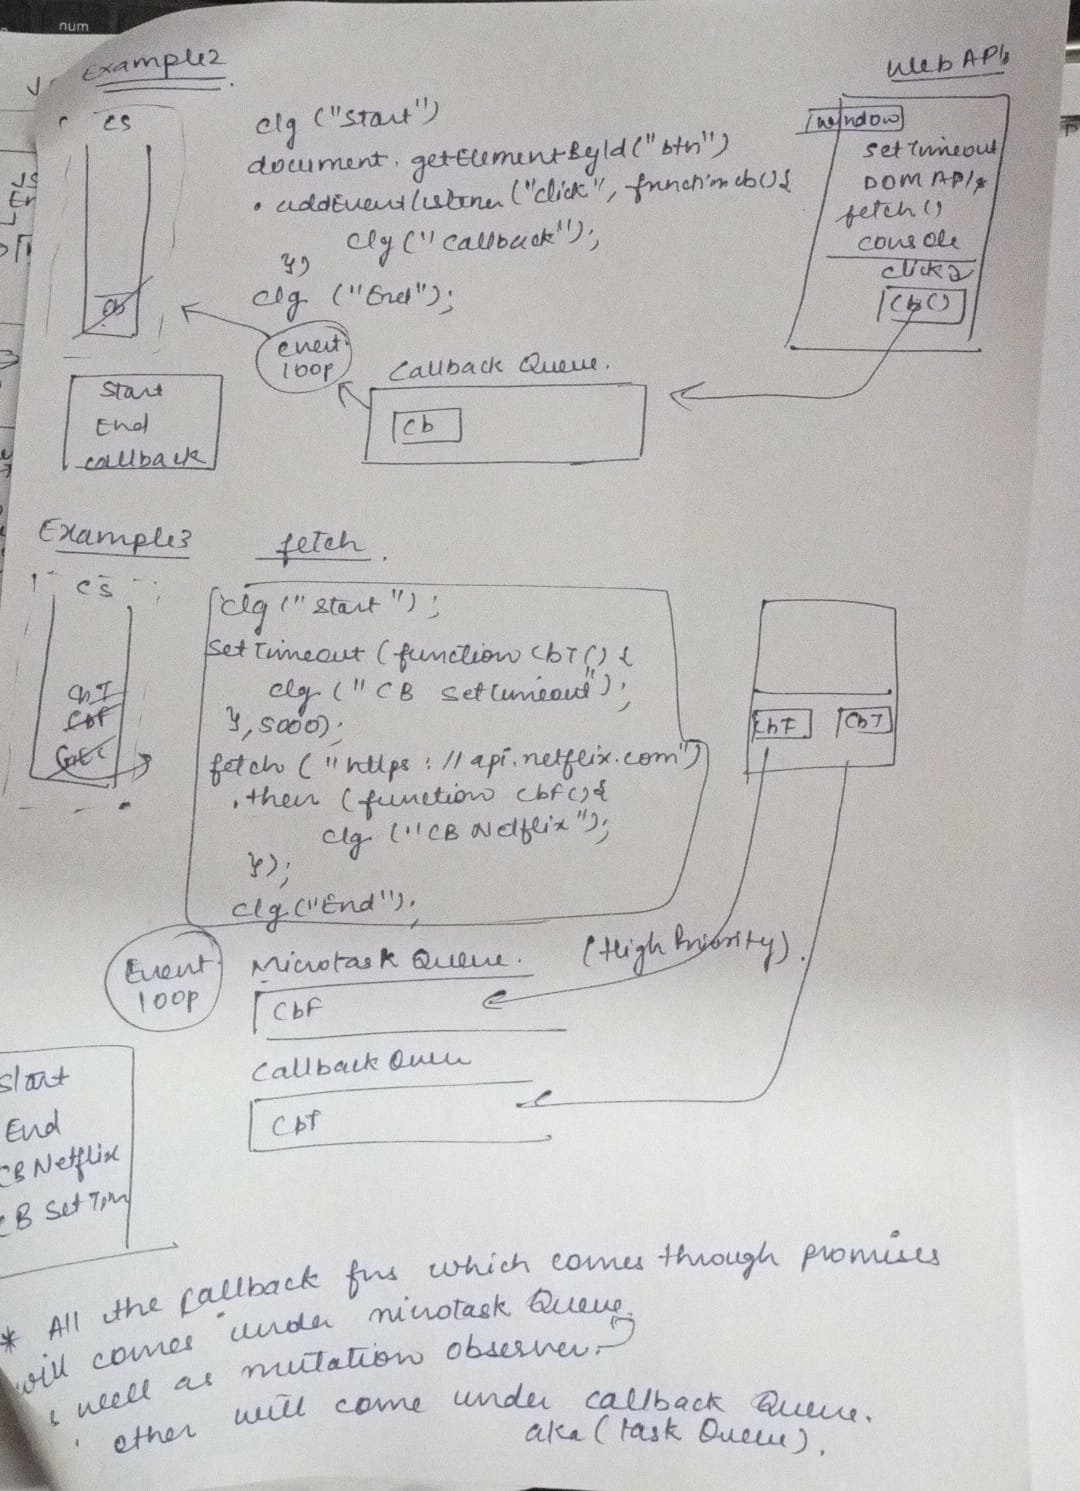 num
Example2
Web APIs
CS
clg ("Start")
document. getElementById("btn")
• addEventListener ("click", function cb() {
clg ("callback");
})
clg ("End");
window
setTimeout
DOM APIs
fetch()
console
click
cb()
cb
event
loop
Callback Queue.
cb
Start
End
callback
Example3
fetch.
CS
clg ("Start");
setTimeout (function cbT() {
clg ("CB setTimeout");
}, 5000);
fetch ("https://api.netflix.com")
.then (function cbf() {
clg ("CB Netflix");
});
clg ("End");
cbT
cbF
GEC
cbF
cbT
Event
loop
Microtask Queue.
(High Priority).
cbF
Callback Queu
cbT
Start
End
CB Netflix
CB SetTim
* All the callback fns which comes through promises
will comes under microtask Queue.
well as mutation observer.
other will come under callback Queue.
aka (task Queue).